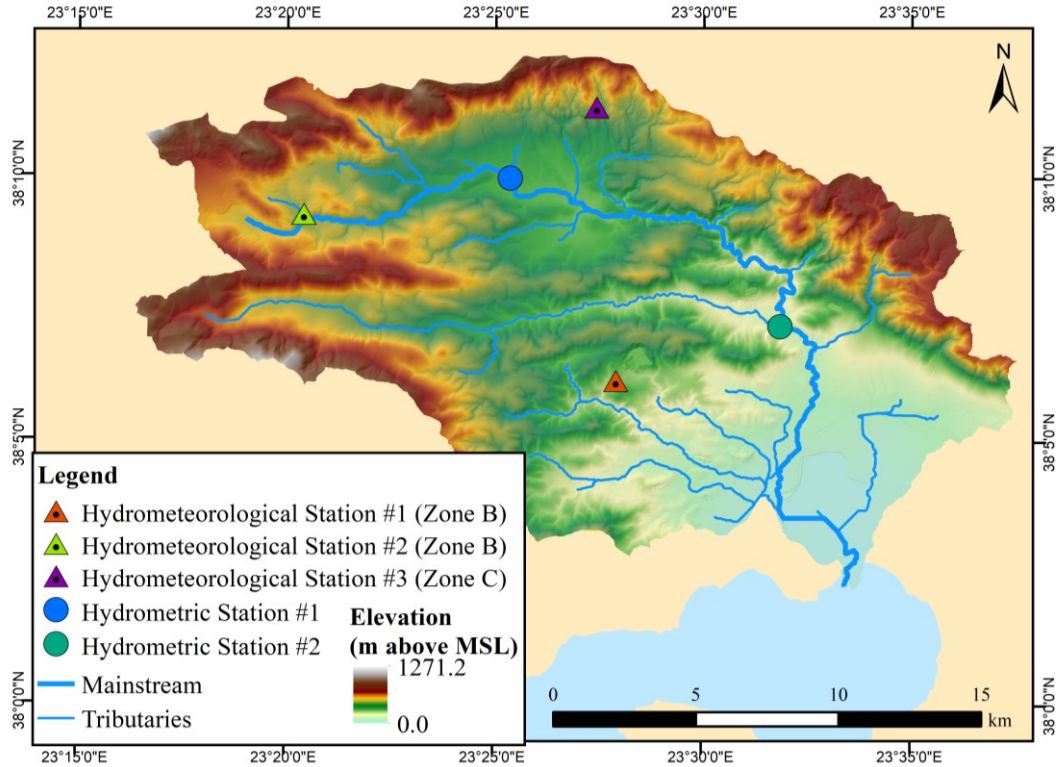 23°15'0"E 23°20'0"E 23°25'0"E 23°30'0"E 23°35'0"E
N
38°10'0"N 38°10'0"N
38°5'0"N 38°5'0"N
Legend
Hydrometeorological Station #1 (Zone B)
Hydrometeorological Station #2 (Zone B)
Hydrometeorological Station #3 (Zone C)
Hydrometric Station #1
Hydrometric Station #2
Mainstream
Tributaries
Elevation
(m above MSL)
1271.2
0.0
0 5 10 15
km
38°0'0"N 38°0'0"N
23°15'0"E 23°20'0"E 23°25'0"E 23°30'0"E 23°35'0"E